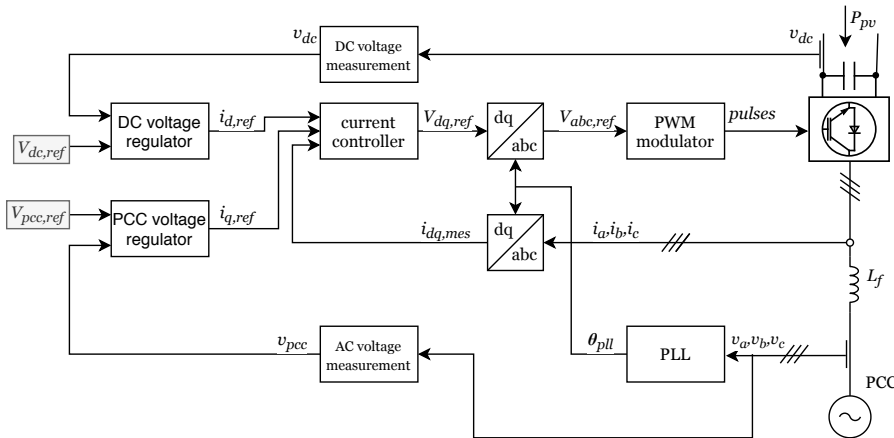 P_pv
v_dc
DC voltage
measurement
v_dc
DC voltage
regulator
i_d,ref
current
controller
V_dq,ref
dq
abc
V_abc,ref
PWM
modulator
pulses
V_dc,ref
V_pcc,ref
PCC voltage
regulator
i_q,ref
i_dq,mes
dq
abc
i_a,i_b,i_c
L_f
v_pcc
AC voltage
measurement
θ_pll
PLL
v_a,v_b,v_c
PCC